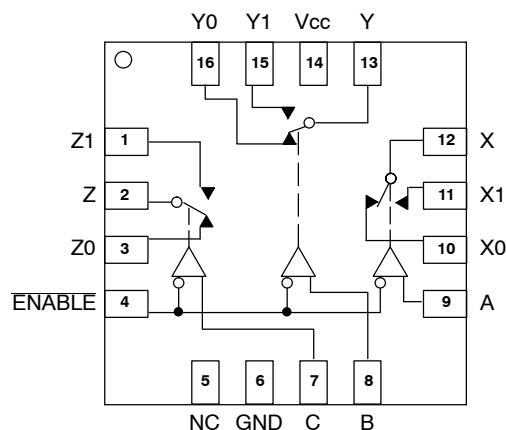 Y0 Y1 Vcc Y
16 15 14 13
Z1 1 12 X
Z 2 11 X1
Z0 3 10 X0
ENABLE 4 9 A
5 6 7 8
NC GND C B